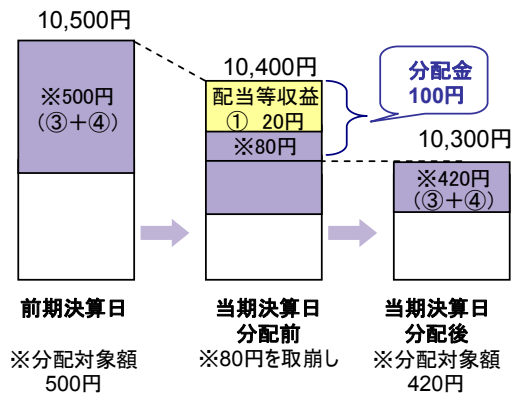 10,500円
※500円
(③+④)
前期決算日
※分配対象額
500円
10,400円
配当等収益
① 20円
※80円
当期決算日
分配前
※80円を取崩し
分配金
100円
10,300円
※420円
(③+④)
当期決算日
分配後
※分配対象額
420円